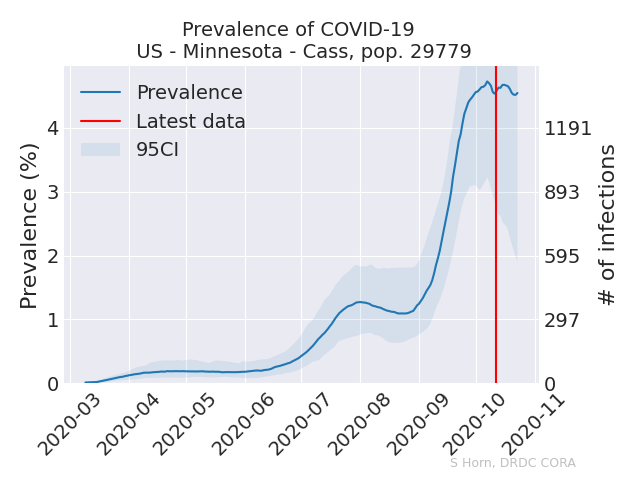 Prevalence of COVID-19
US - Minnesota - Cass, pop. 29779
Prevalence
Latest data
95CI
Prevalence (%)
4
3
2
1
0
1191
893
595
297
0
# of infections
2020-03
2020-04
2020-05
2020-06
2020-07
2020-08
2020-09
2020-10
2020-11
S Horn, DRDC CORA